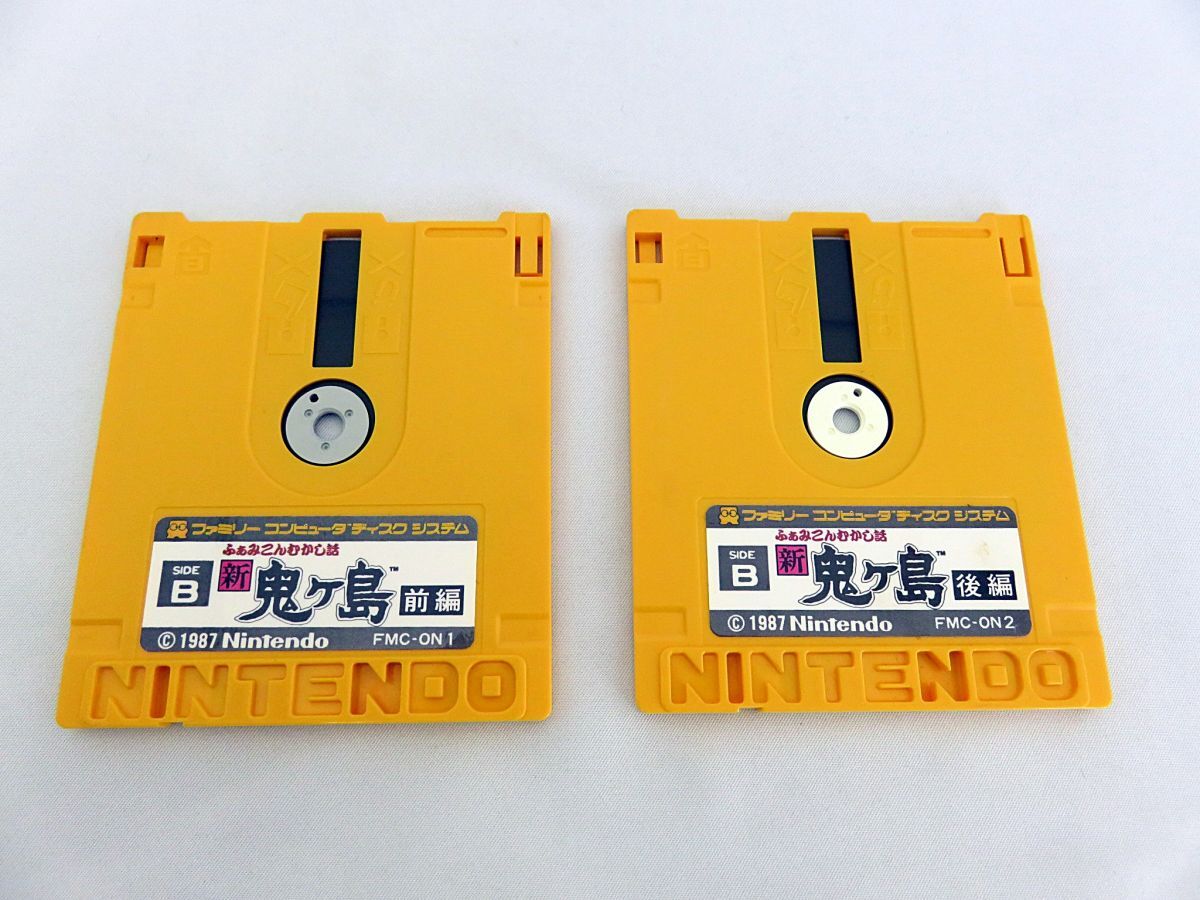 ファミリー コンピュータ ディスク システム
ふぁみこんむかし話
SIDE
B
新
鬼ヶ島™
前編
© 1987 Nintendo
FMC-ON1
NINTENDO
ファミリー コンピュータ ディスク システム
ふぁみこんむかし話
SIDE
B
新
鬼ヶ島™
後編
© 1987 Nintendo
FMC-ON2
NINTENDO